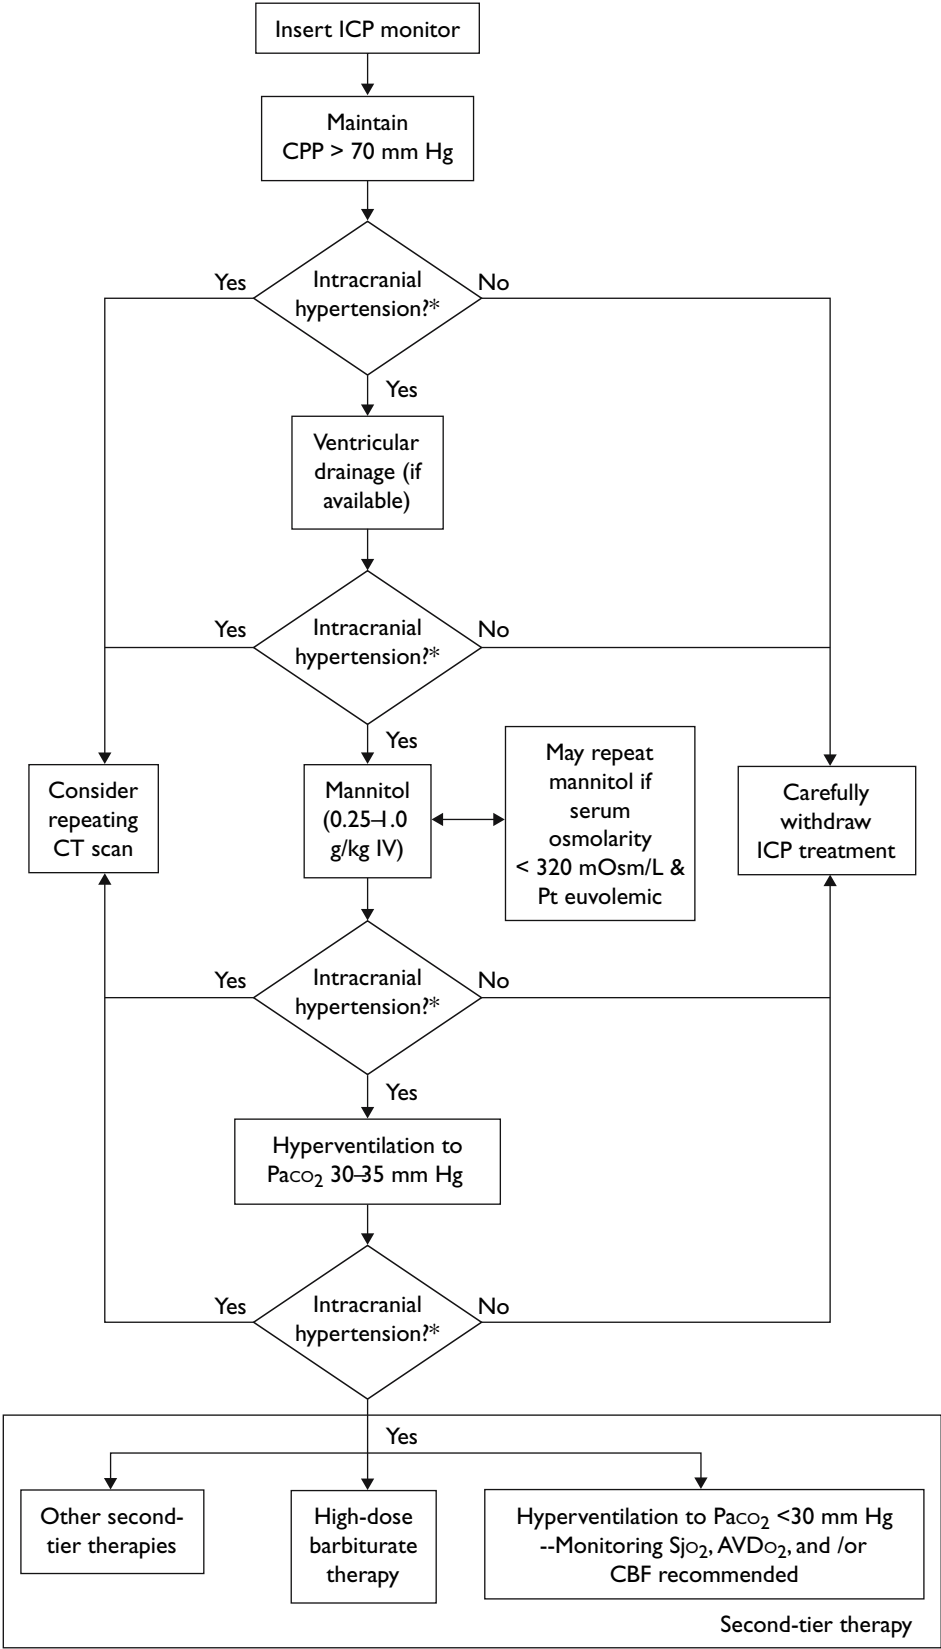 Insert ICP monitor
Maintain
CPP > 70 mm Hg
Yes
Intracranial
hypertension?*
No
Yes
Ventricular
drainage (if
available)
Yes
Intracranial
hypertension?*
No
Yes
Consider
repeating
CT scan
Mannitol
(0.25–1.0
g/kg IV)
May repeat
mannitol if
serum
osmolarity
< 320 mOsm/L &
Pt euvolemic
Carefully
withdraw
ICP treatment
Yes
Intracranial
hypertension?*
No
Yes
Hyperventilation to
PaCO₂ 30–35 mm Hg
Yes
Intracranial
hypertension?*
No
Yes
Other second-
tier therapies
High-dose
barbiturate
therapy
Hyperventilation to PaCO₂ <30 mm Hg
--Monitoring SjO₂, AVDO₂, and /or
CBF recommended
Second-tier therapy